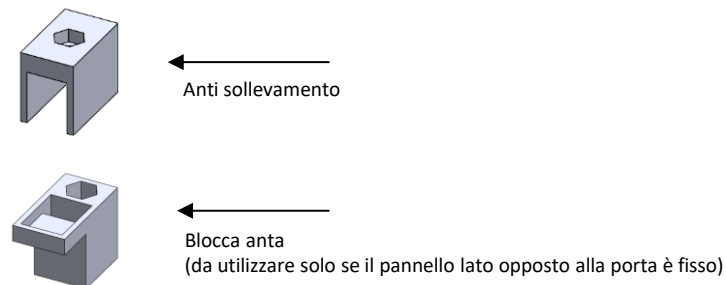 Anti sollevamento
Blocca anta
(da utilizzare solo se il pannello lato opposto alla porta è fisso)